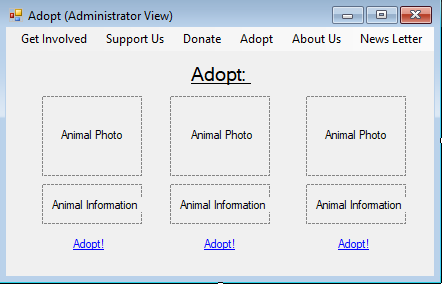 Adopt (Administrator View)
Get Involved Support Us Donate Adopt About Us News Letter
Adopt:
Animal Photo Animal Photo Animal Photo
Animal Information Animal Information Animal Information
Adopt! Adopt! Adopt!